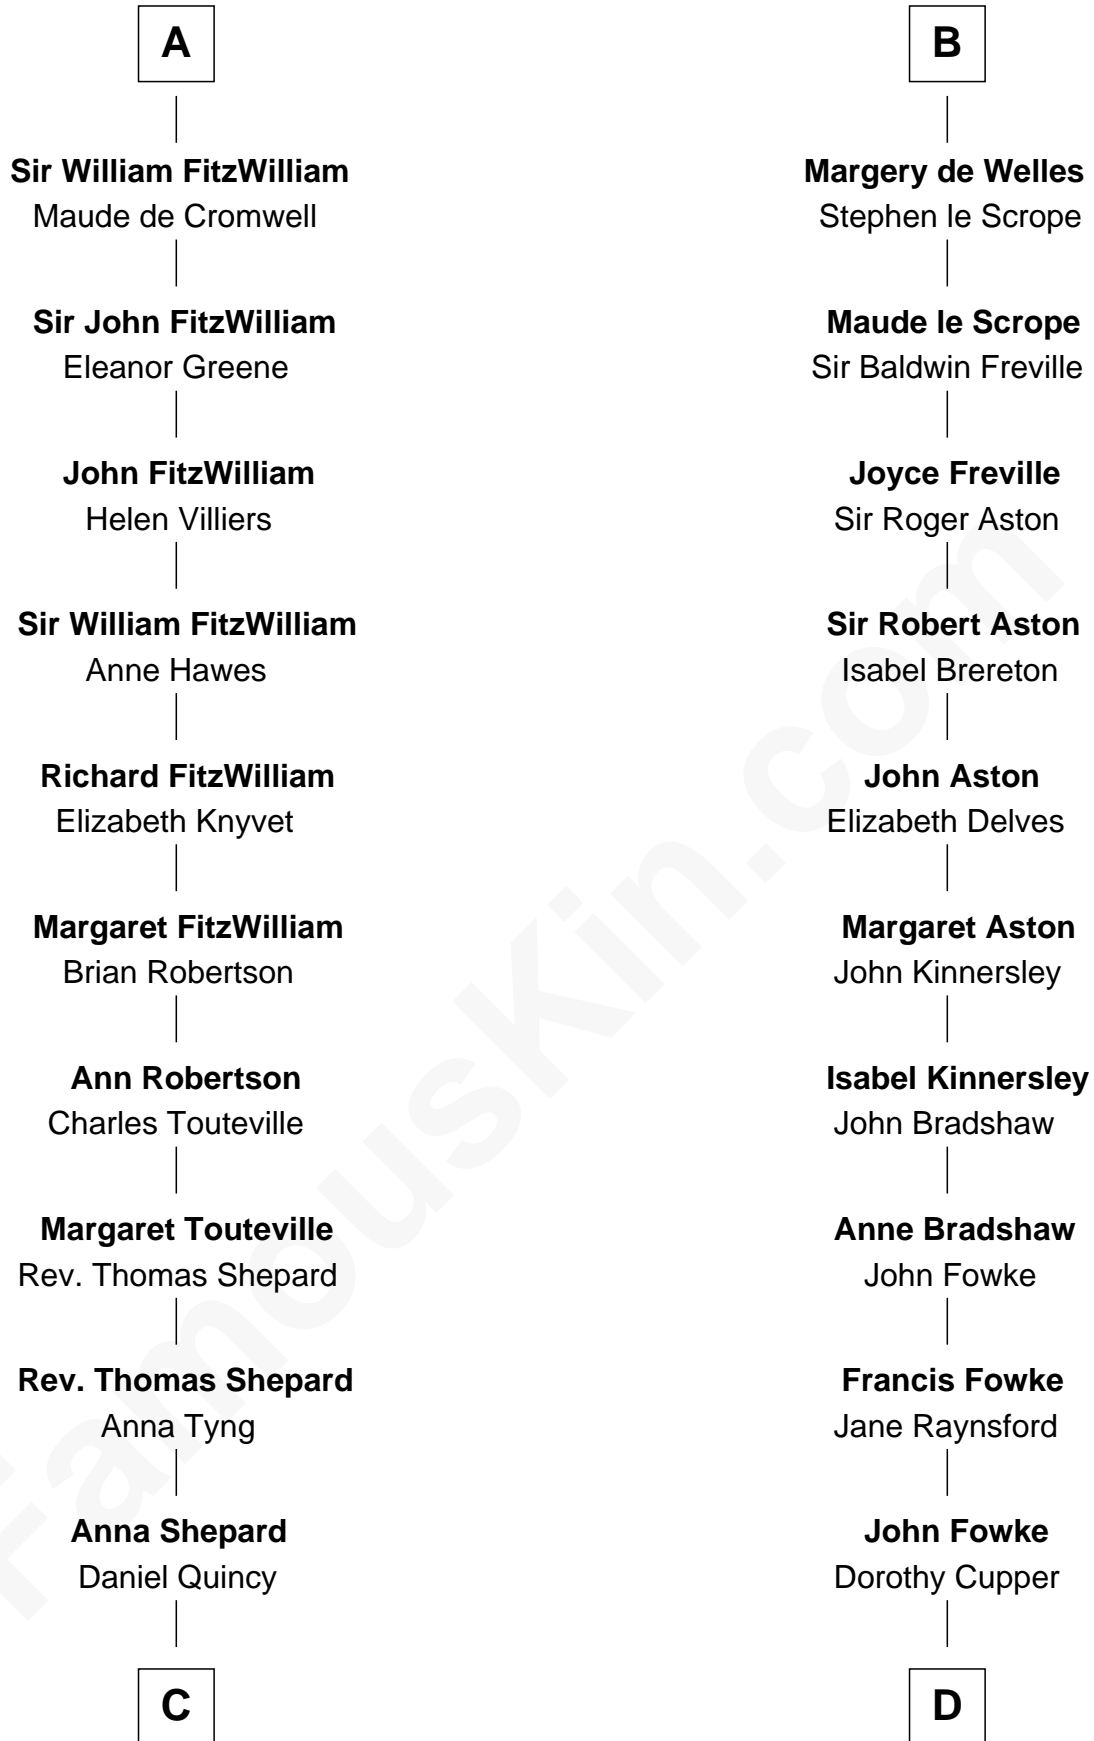 A
Sir William FitzWilliam
Maude de Cromwell
Sir John FitzWilliam
Eleanor Greene
John FitzWilliam
Helen Villiers
Sir William FitzWilliam
Anne Hawes
Richard FitzWilliam
Elizabeth Knyvet
Margaret FitzWilliam
Brian Robertson
Ann Robertson
Charles Touteville
Margaret Touteville
Rev. Thomas Shepard
Rev. Thomas Shepard
Anna Tyng
Anna Shepard
Daniel Quincy
C
B
Margery de Welles
Stephen le Scrope
Maude le Scrope
Sir Baldwin Freville
Joyce Freville
Sir Roger Aston
Sir Robert Aston
Isabel Brereton
John Aston
Elizabeth Delves
Margaret Aston
John Kinnersley
Isabel Kinnersley
John Bradshaw
Anne Bradshaw
John Fowke
Francis Fowke
Jane Raynsford
John Fowke
Dorothy Cupper
D
FamousKin.com